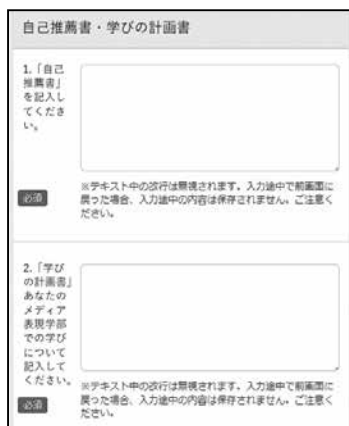 自己推薦書・学びの計画書
1.「自己
推薦書」
を記入し
てくださ
い。
必須
※テキスト中の改行は無視されます。入力途中で前画面に
戻った場合、入力途中の内容は保存されません。ご注意く
ださい。
2.「学び
の計画書」
あなたの
メディア
表現学部
での学び
について
記入して
ください。
必須
※テキスト中の改行は無視されます。入力途中で前画面に
戻った場合、入力途中の内容は保存されません。ご注意く
ださい。